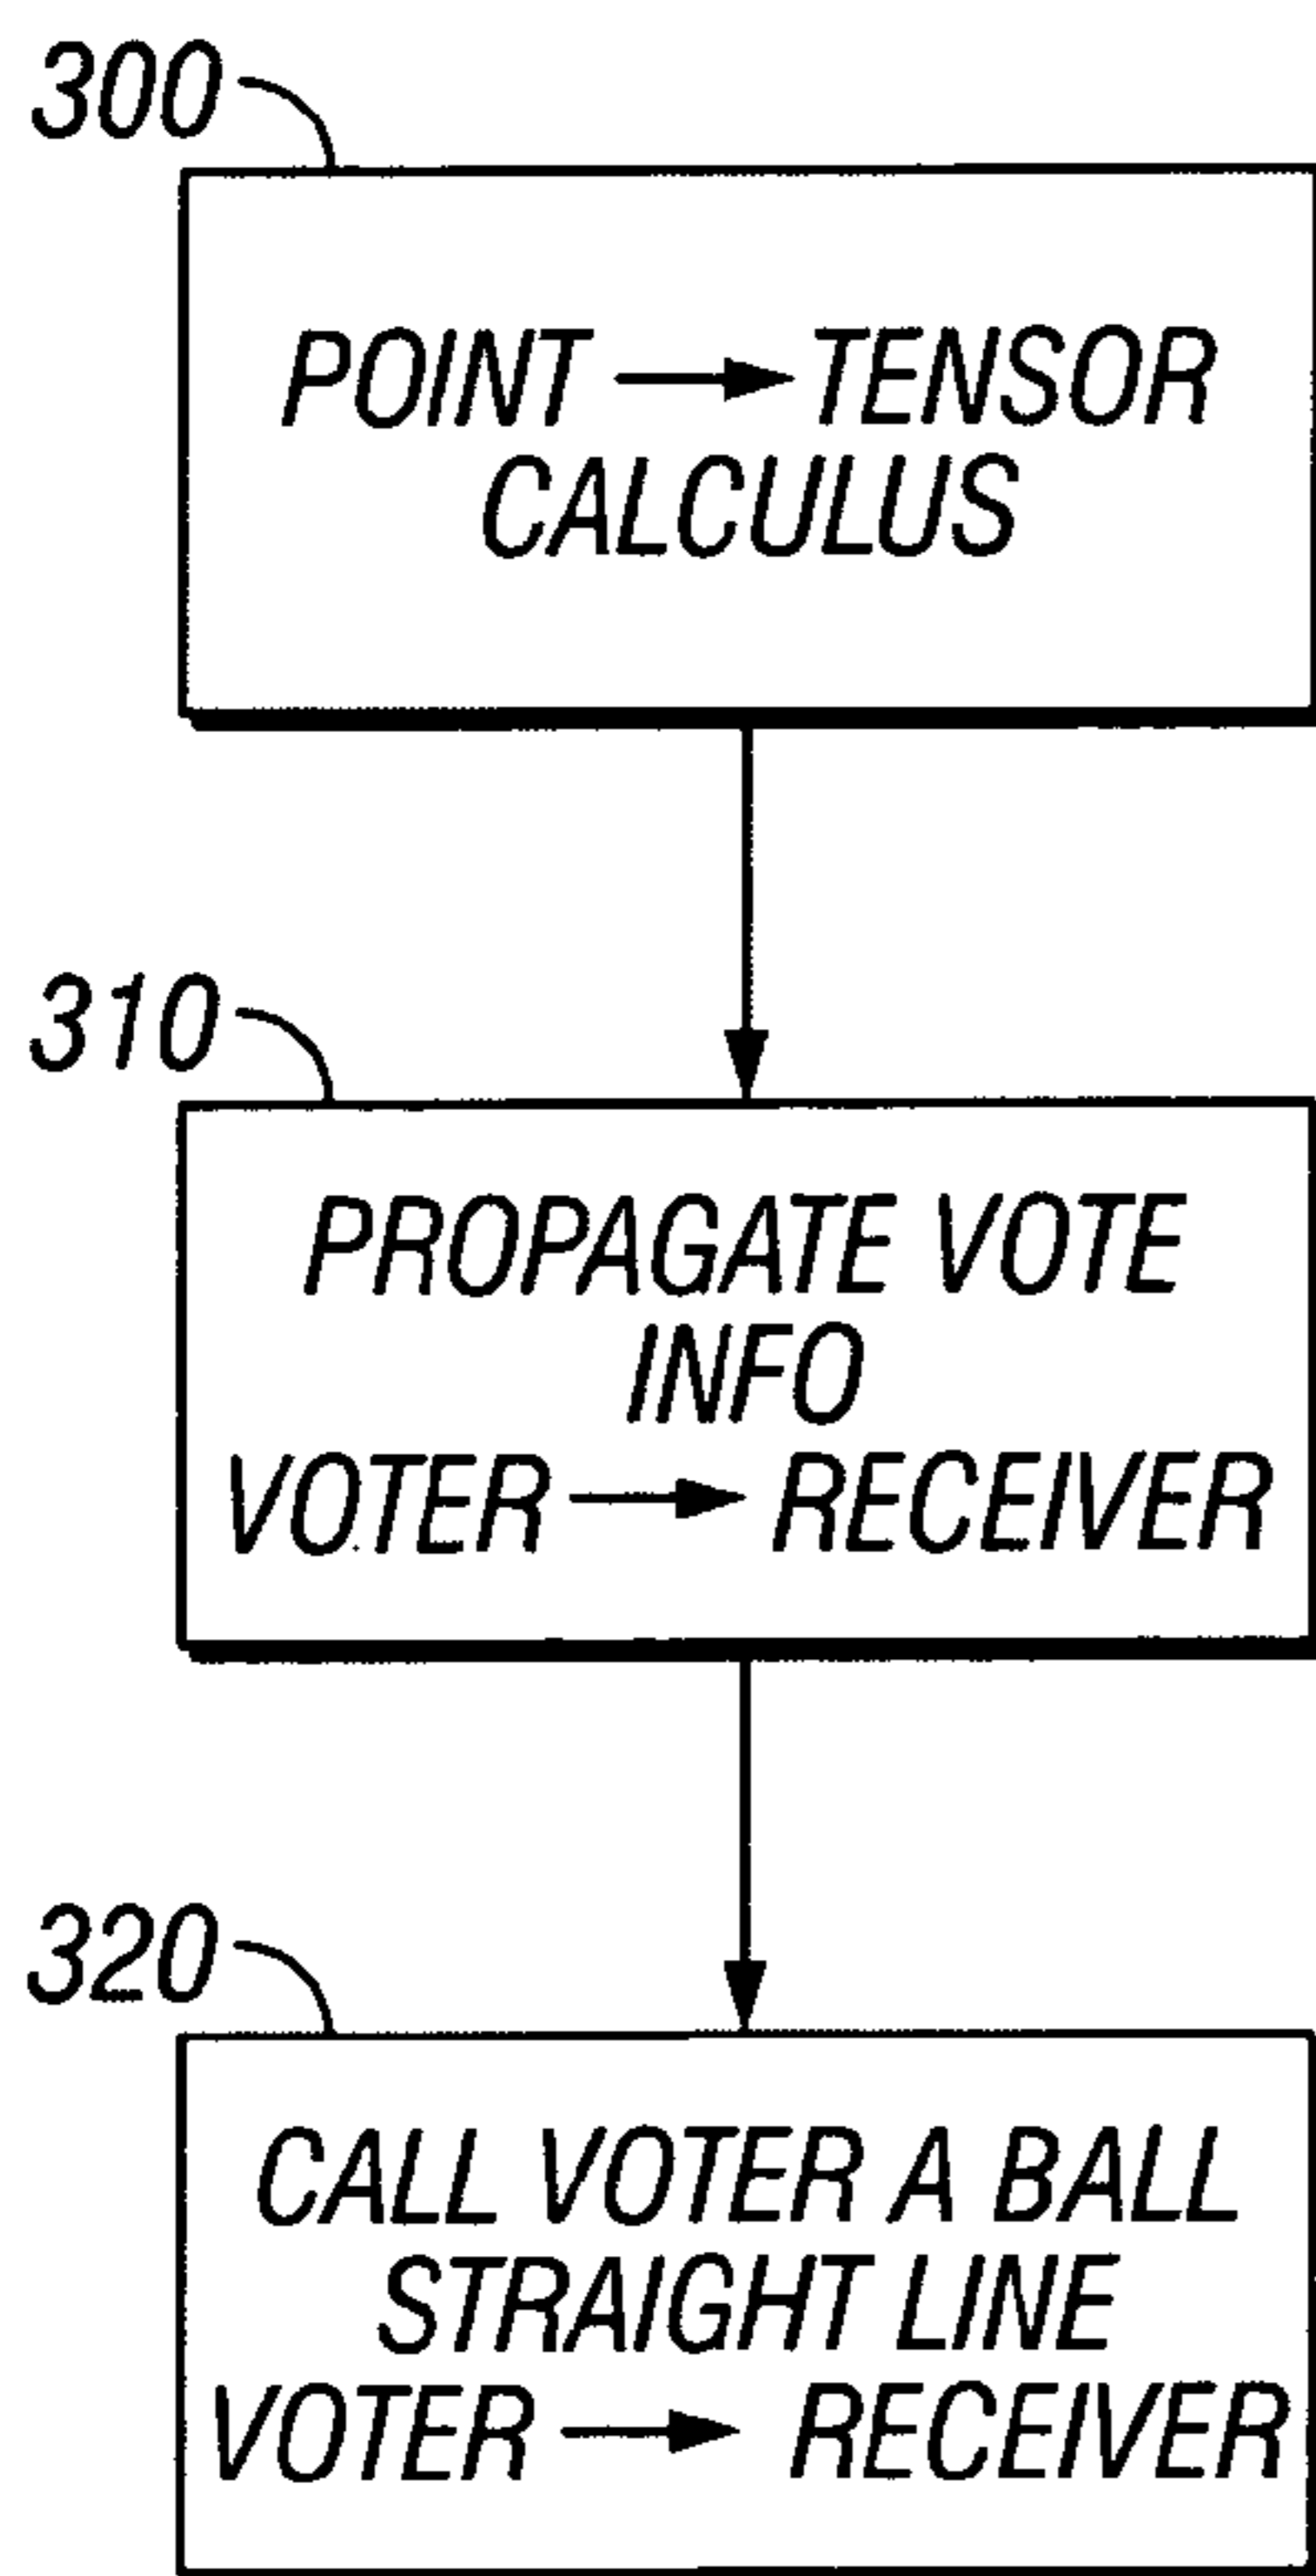 300
POINT → TENSOR
CALCULUS
310
PROPAGATE VOTE
INFO
VOTER → RECEIVER
320
CALL VOTER A BALL
STRAIGHT LINE
VOTER → RECEIVER